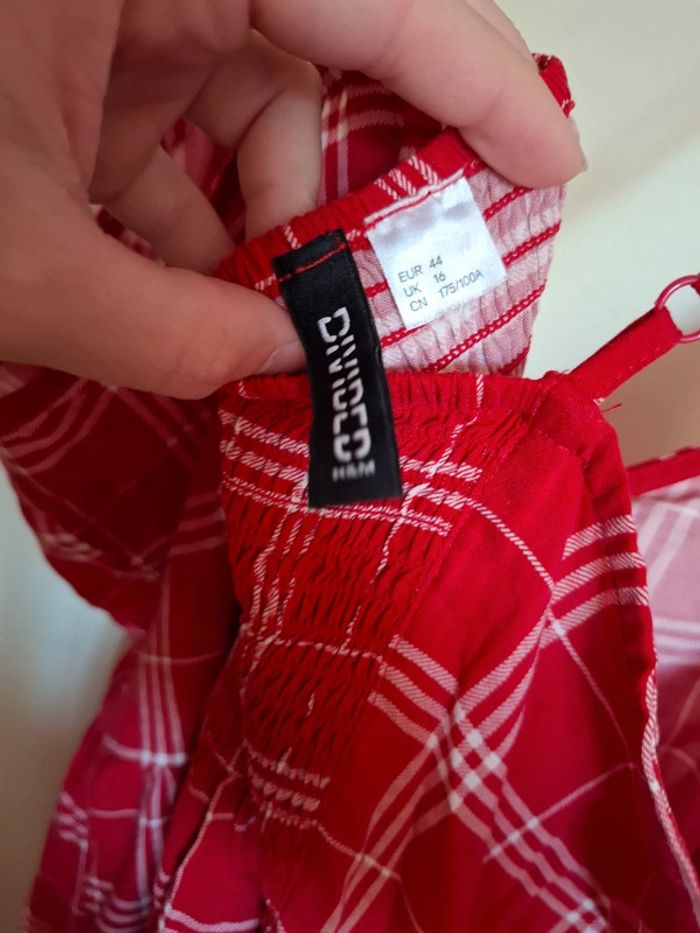 EUR 44
UK 16
CN 175/100A
DIVIDED
H&M